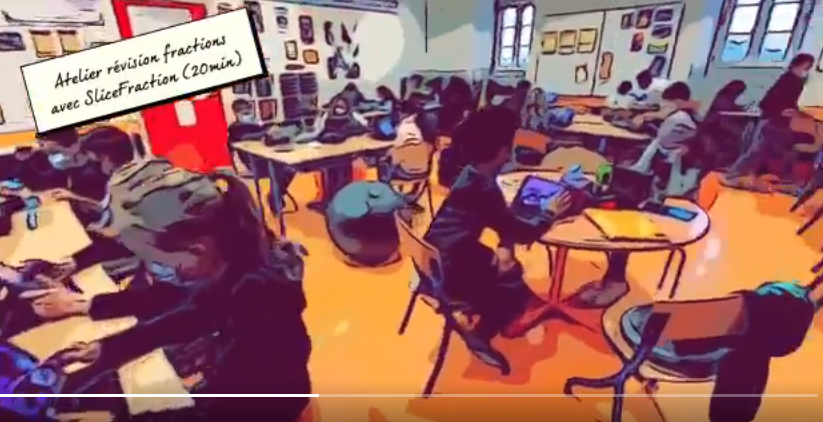 Atelier révision fractions
avec SliceFraction (20min)